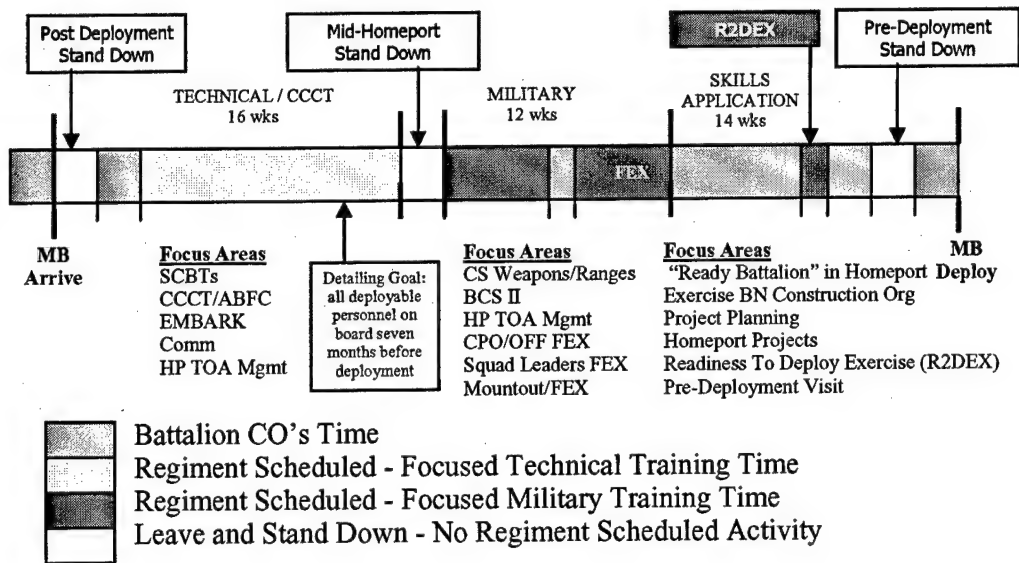 Post Deployment
Stand Down
Mid-Homeport
Stand Down
R2DEX
Pre-Deployment
Stand Down
TECHNICAL / CCCT
16 wks
MILITARY
12 wks
SKILLS
APPLICATION
14 wks
FEX
MB
Arrive
Focus Areas
SCBTs
CCCT/ABFC
EMBARK
Comm
HP TOA Mgmt
Detailing Goal:
all deployable
personnel on
board seven
months before
deployment
Focus Areas
CS Weapons/Ranges
BCS II
HP TOA Mgmt
CPO/OFF FEX
Squad Leaders FEX
Mountout/FEX
Focus Areas
"Ready Battalion" in Homeport
Exercise BN Construction Org
Project Planning
Homeport Projects
Readiness To Deploy Exercise (R2DEX)
Pre-Deployment Visit
MB
Deploy
Battalion CO's Time
Regiment Scheduled - Focused Technical Training Time
Regiment Scheduled - Focused Military Training Time
Leave and Stand Down - No Regiment Scheduled Activity